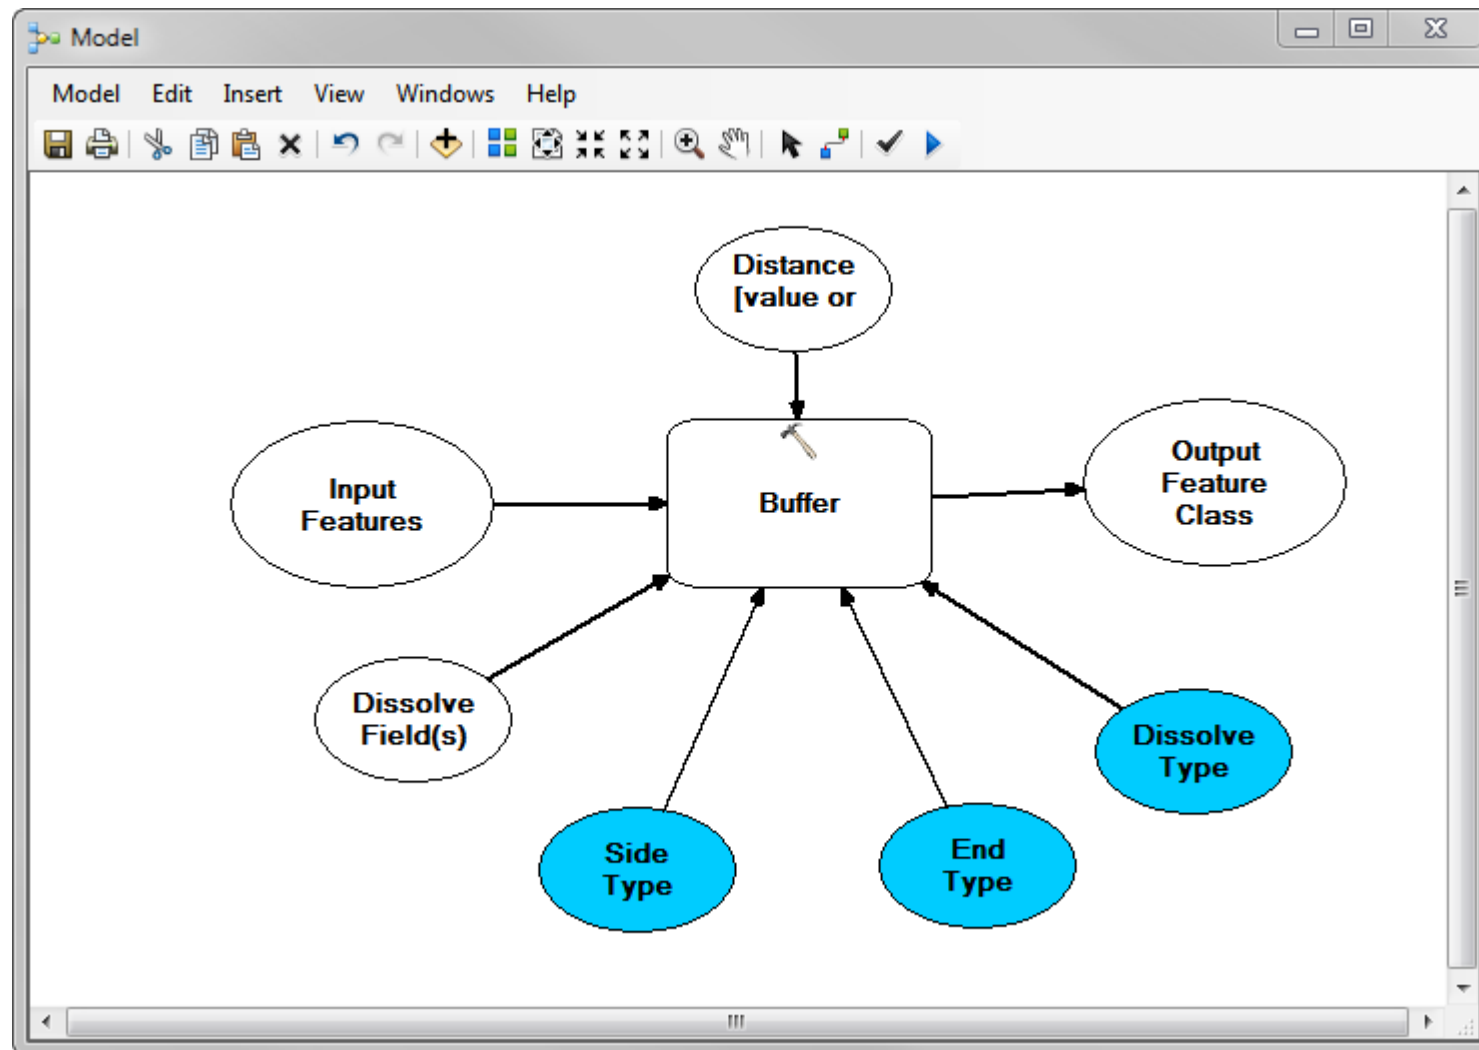 Model
Model Edit Insert View Windows Help
Distance
[value or
Input
Features
Buffer
Output
Feature
Class
Dissolve
Field(s)
Side
Type
End
Type
Dissolve
Type